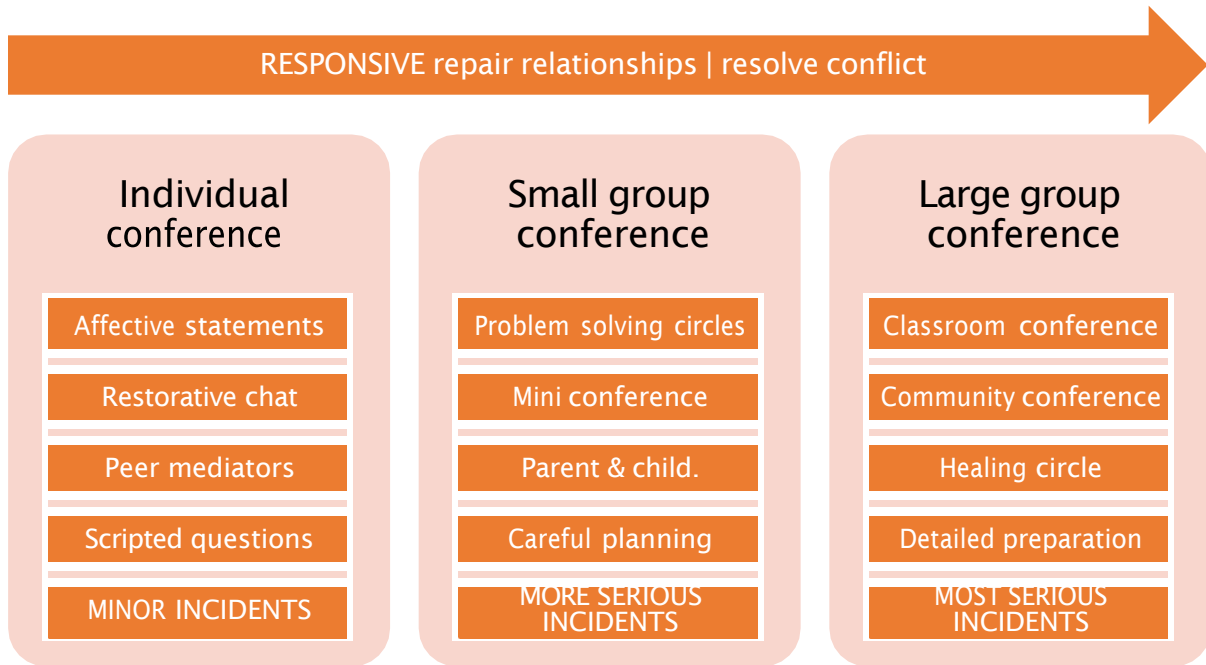 RESPONSIVE repair relationships | resolve conflict
Individual
conference
Affective statements
Restorative chat
Peer mediators
Scripted questions
MINOR INCIDENTS
Small group
conference
Problem solving circles
Mini conference
Parent & child.
Careful planning
MORE SERIOUS
INCIDENTS
Large group
conference
Classroom conference
Community conference
Healing circle
Detailed preparation
MOST SERIOUS
INCIDENTS